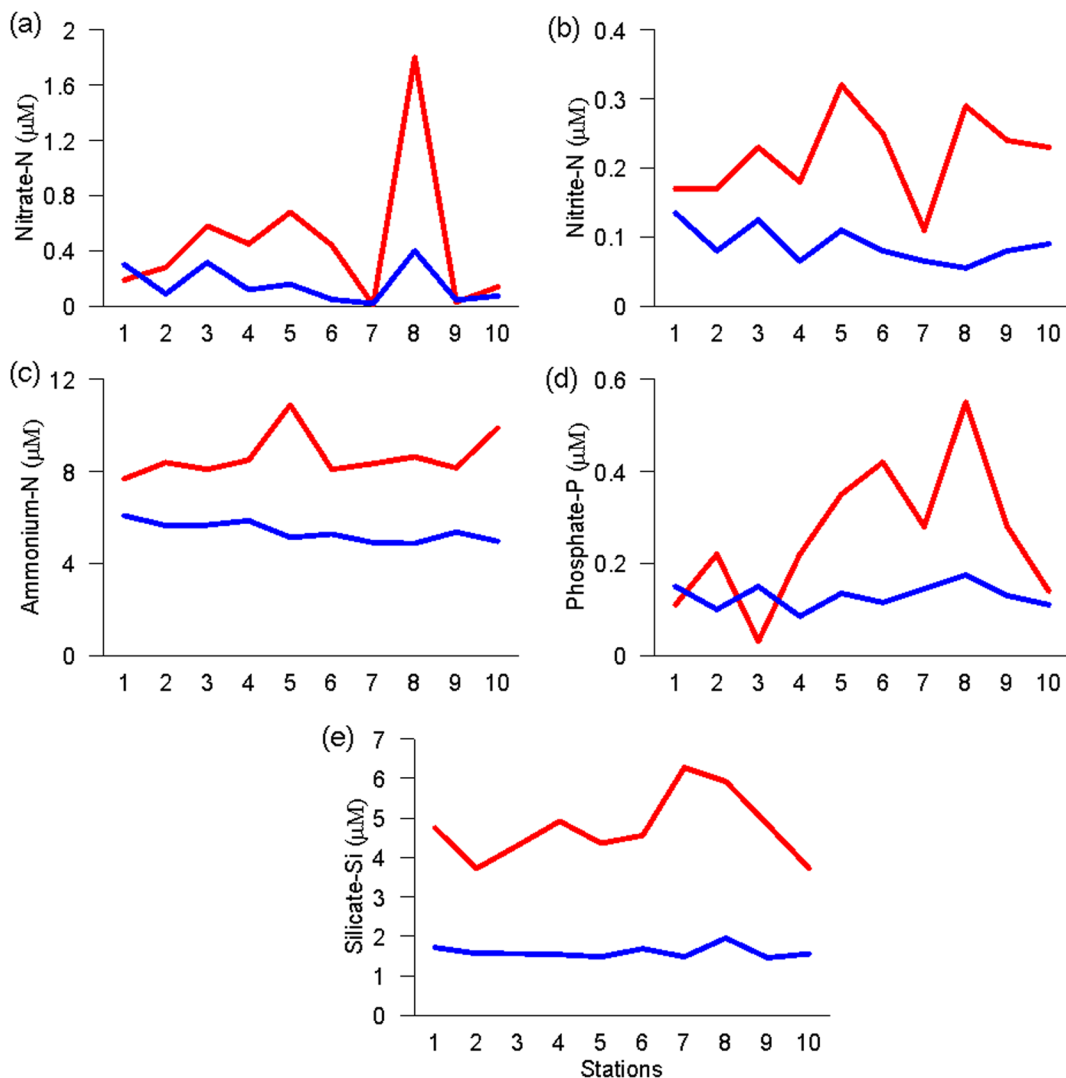 (a)
Nitrate-N (µM)
2
1.6
1.2
0.8
0.4
0
1 2 3 4 5 6 7 8 9 10
(b)
Nitrite-N (µM)
0.4
0.3
0.2
0.1
0
1 2 3 4 5 6 7 8 9 10
(c)
Ammonium-N (µM)
12
8
4
0
1 2 3 4 5 6 7 8 9 10
(d)
Phosphate-P (µM)
0.6
0.4
0.2
0
1 2 3 4 5 6 7 8 9 10
(e)
Silicate-Si (µM)
7
6
5
4
3
2
1
0
1 2 3 4 5 6 7 8 9 10
Stations